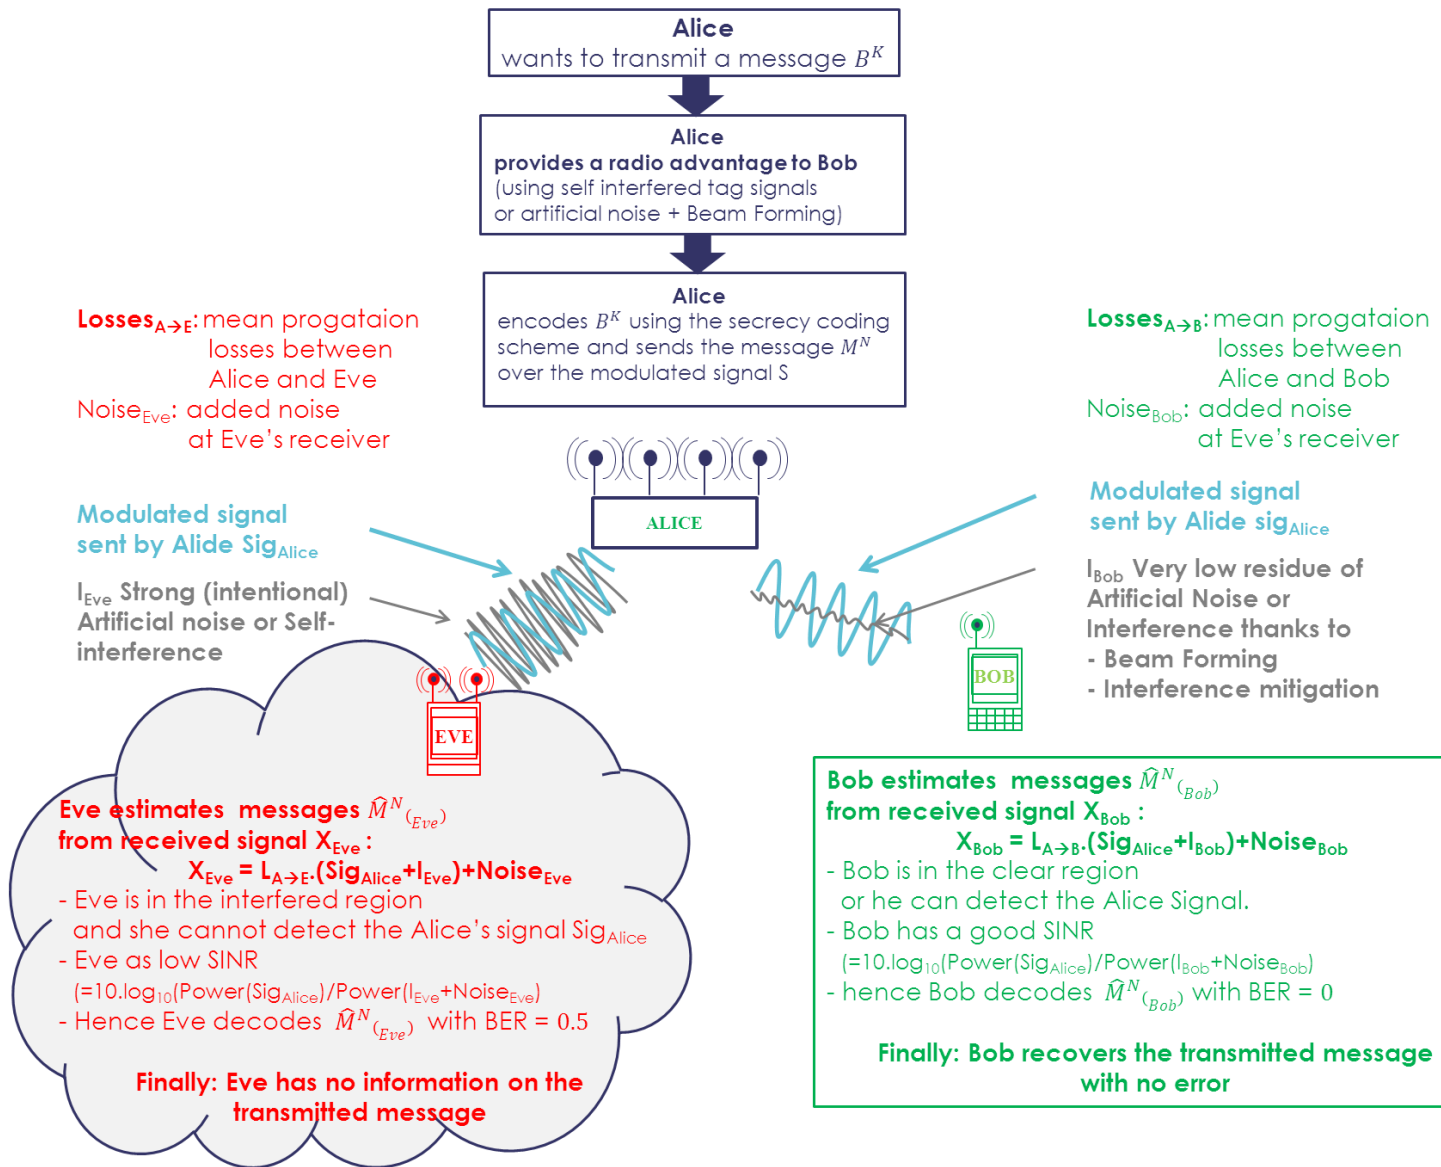 Alice
wants to transmit a message B^K
Alice
provides a radio advantage to Bob
(using self interfered tag signals
or artificial noise + Beam Forming)
Alice
encodes B^K using the secrecy coding
scheme and sends the message M^N
over the modulated signal S
Losses_A→E: mean progataion
losses between
Alice and Eve
Noise_Eve: added noise
at Eve's receiver
Losses_A→B: mean progataion
losses between
Alice and Bob
Noise_Bob: added noise
at Eve's receiver
ALICE
Modulated signal
sent by Alide Sig_Alice
I_Eve Strong (intentional)
Artificial noise or Self-
interference
Modulated signal
sent by Alide sig_Alice
I_Bob Very low residue of
Artificial Noise or
Interference thanks to
- Beam Forming
- Interference mitigation
EVE
BOB
Eve estimates messages M̂^N_(Eve)
from received signal X_Eve :
X_Eve = L_A→E.(Sig_Alice+I_Eve)+Noise_Eve
- Eve is in the interfered region
and she cannot detect the Alice's signal Sig_Alice
- Eve as low SINR
(=10.log_10(Power(Sig_Alice)/Power(I_Eve+Noise_Eve)
- Hence Eve decodes M̂^N_(Eve) with BER = 0.5
Finally: Eve has no information on the
transmitted message
Bob estimates messages M̂^N_(Bob)
from received signal X_Bob :
X_Bob = L_A→B.(Sig_Alice+I_Bob)+Noise_Bob
- Bob is in the clear region
or he can detect the Alice Signal.
- Bob has a good SINR
(=10.log_10(Power(Sig_Alice)/Power(I_Bob+Noise_Bob)
- hence Bob decodes M̂^N_(Bob) with BER = 0
Finally: Bob recovers the transmitted message
with no error